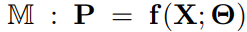 𝕄 : 𝐏 = 𝐟(𝐗; 𝚯)